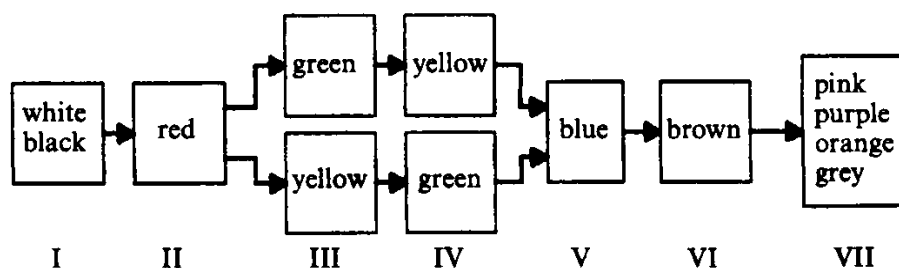 white
black
red
green
yellow
yellow
green
blue
brown
pink
purple
orange
grey
I II III IV V VI VII